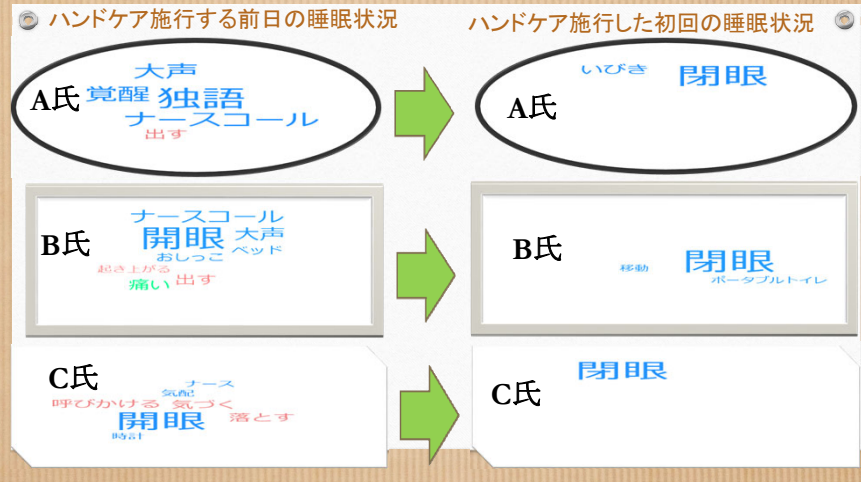 ハンドケア施行する前日の睡眠状況
ハンドケア施行した初回の睡眠状況
大声
A氏 覚醒 独語
ナースコール
出す
いびき 閉眼
A氏
ナースコール
B氏 開眼 大声
おしっこ ベッド
起き上がる
痛い 出す
B氏
移動 閉眼
ポータブルトイレ
C氏
ナース
気配
呼びかける 気づく
開眼 落とす
時計
閉眼
C氏